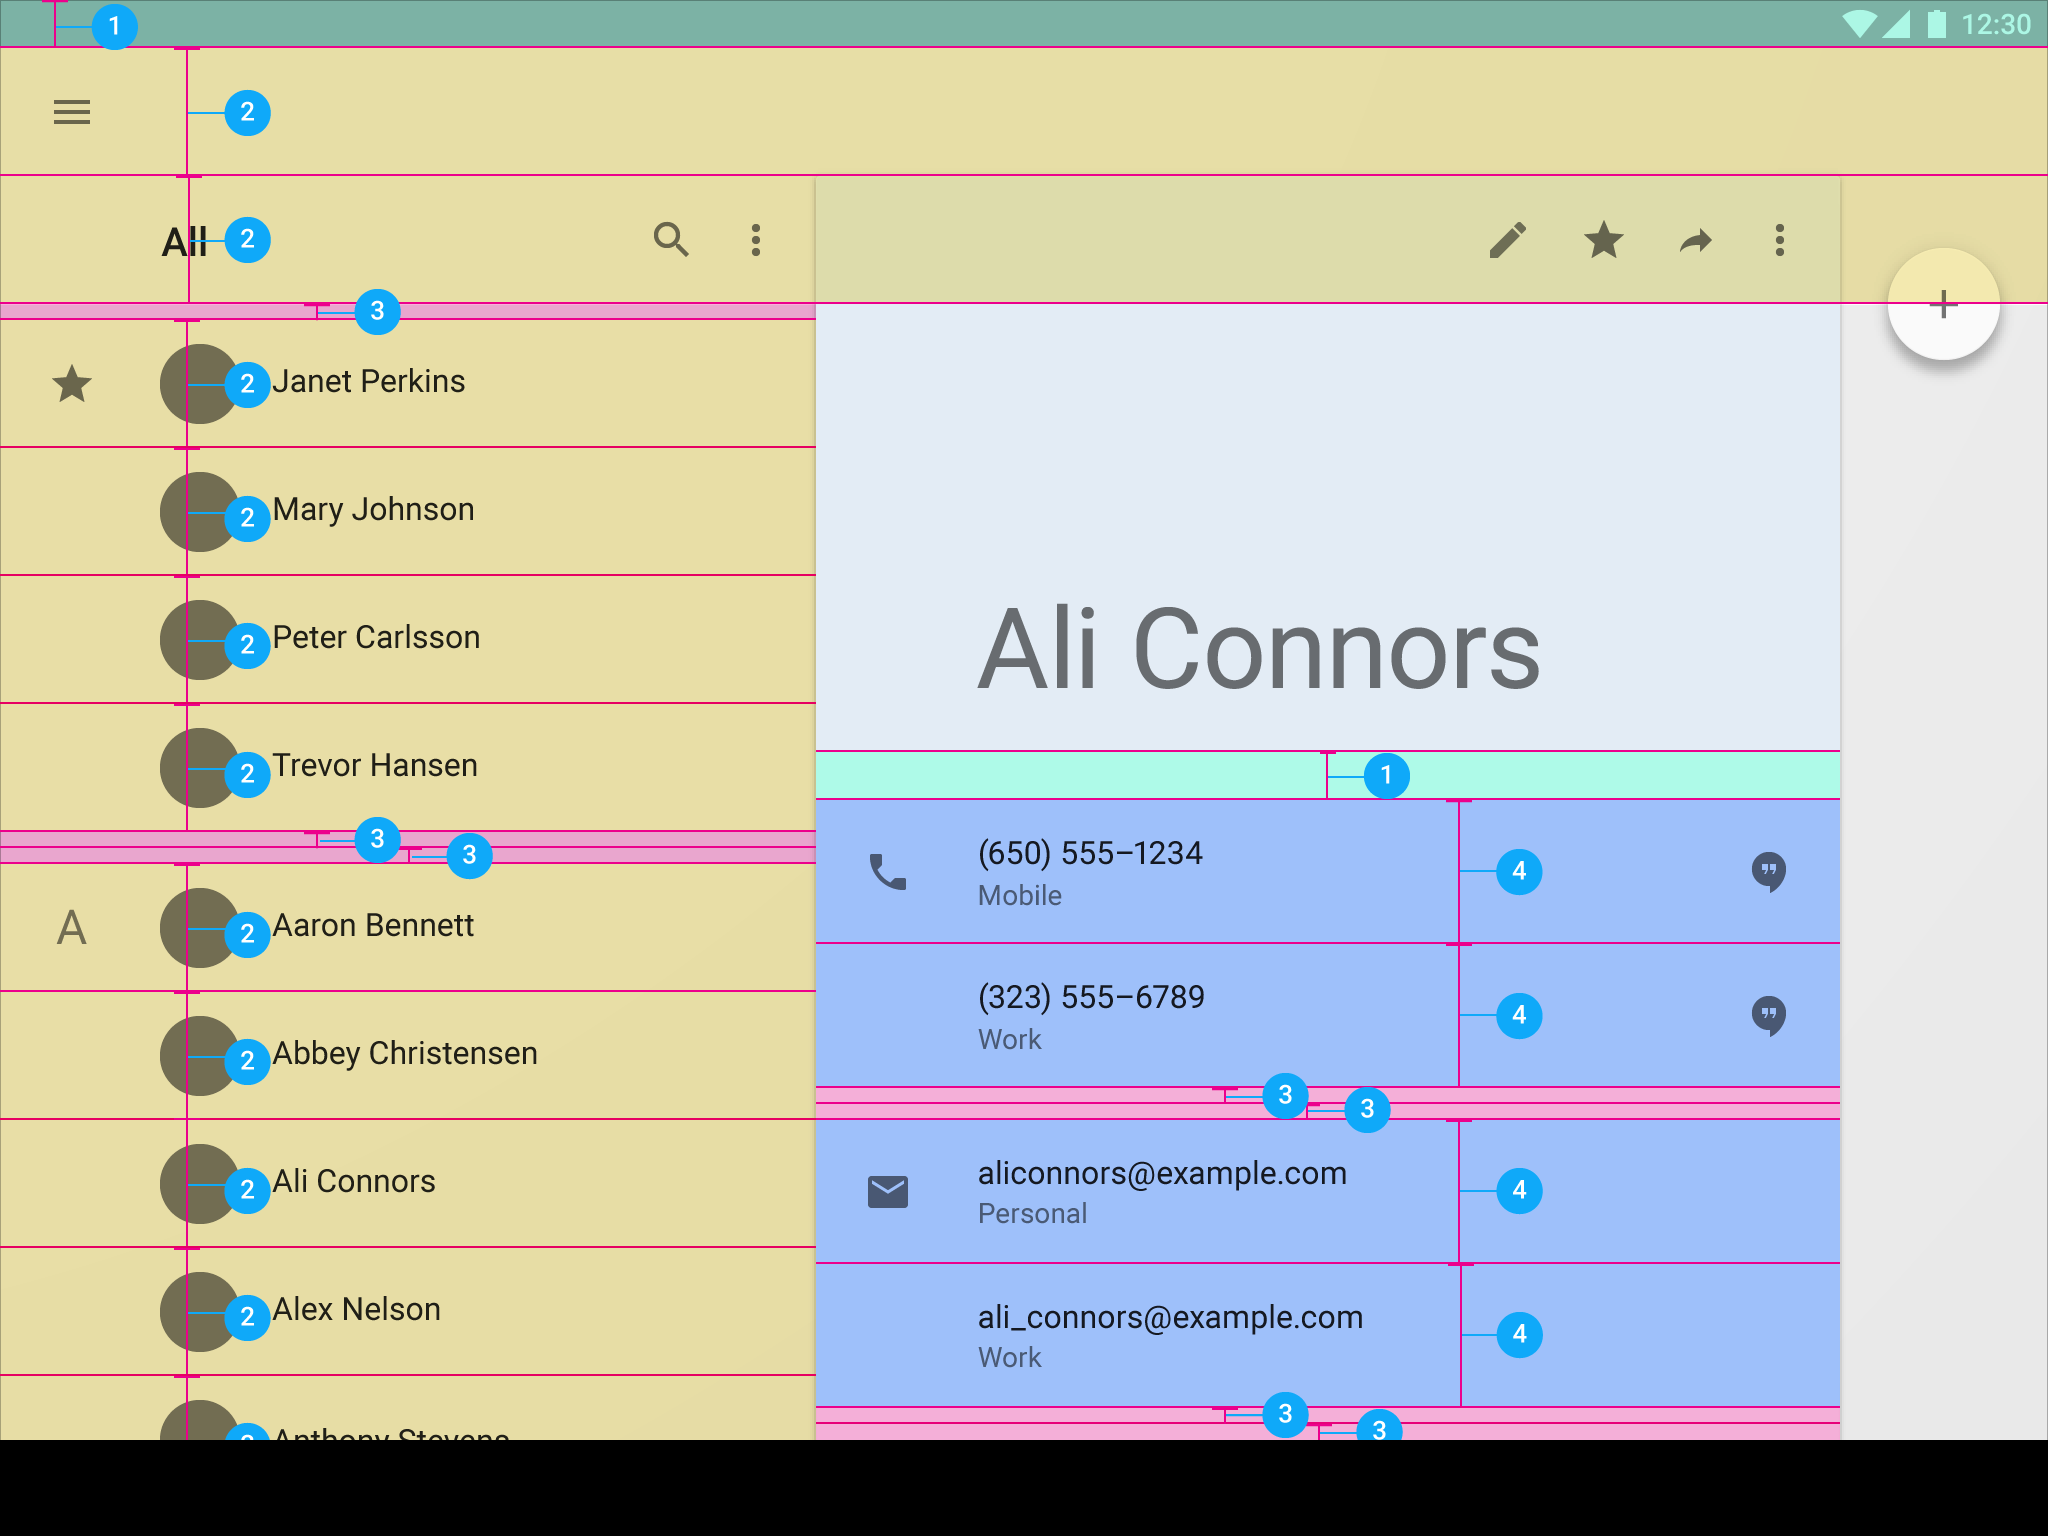 1
12:30
2
All
2
3
2
Janet Perkins
2
Mary Johnson
2
Peter Carlsson
2
Trevor Hansen
3
3
A
2
Aaron Bennett
2
Abbey Christensen
2
Ali Connors
2
Alex Nelson
2
Anthony Stevens
Ali Connors
1
(650) 555–1234
Mobile
4
(323) 555–6789
Work
4
3
3
aliconnors@example.com
Personal
4
ali_connors@example.com
Work
4
3
3